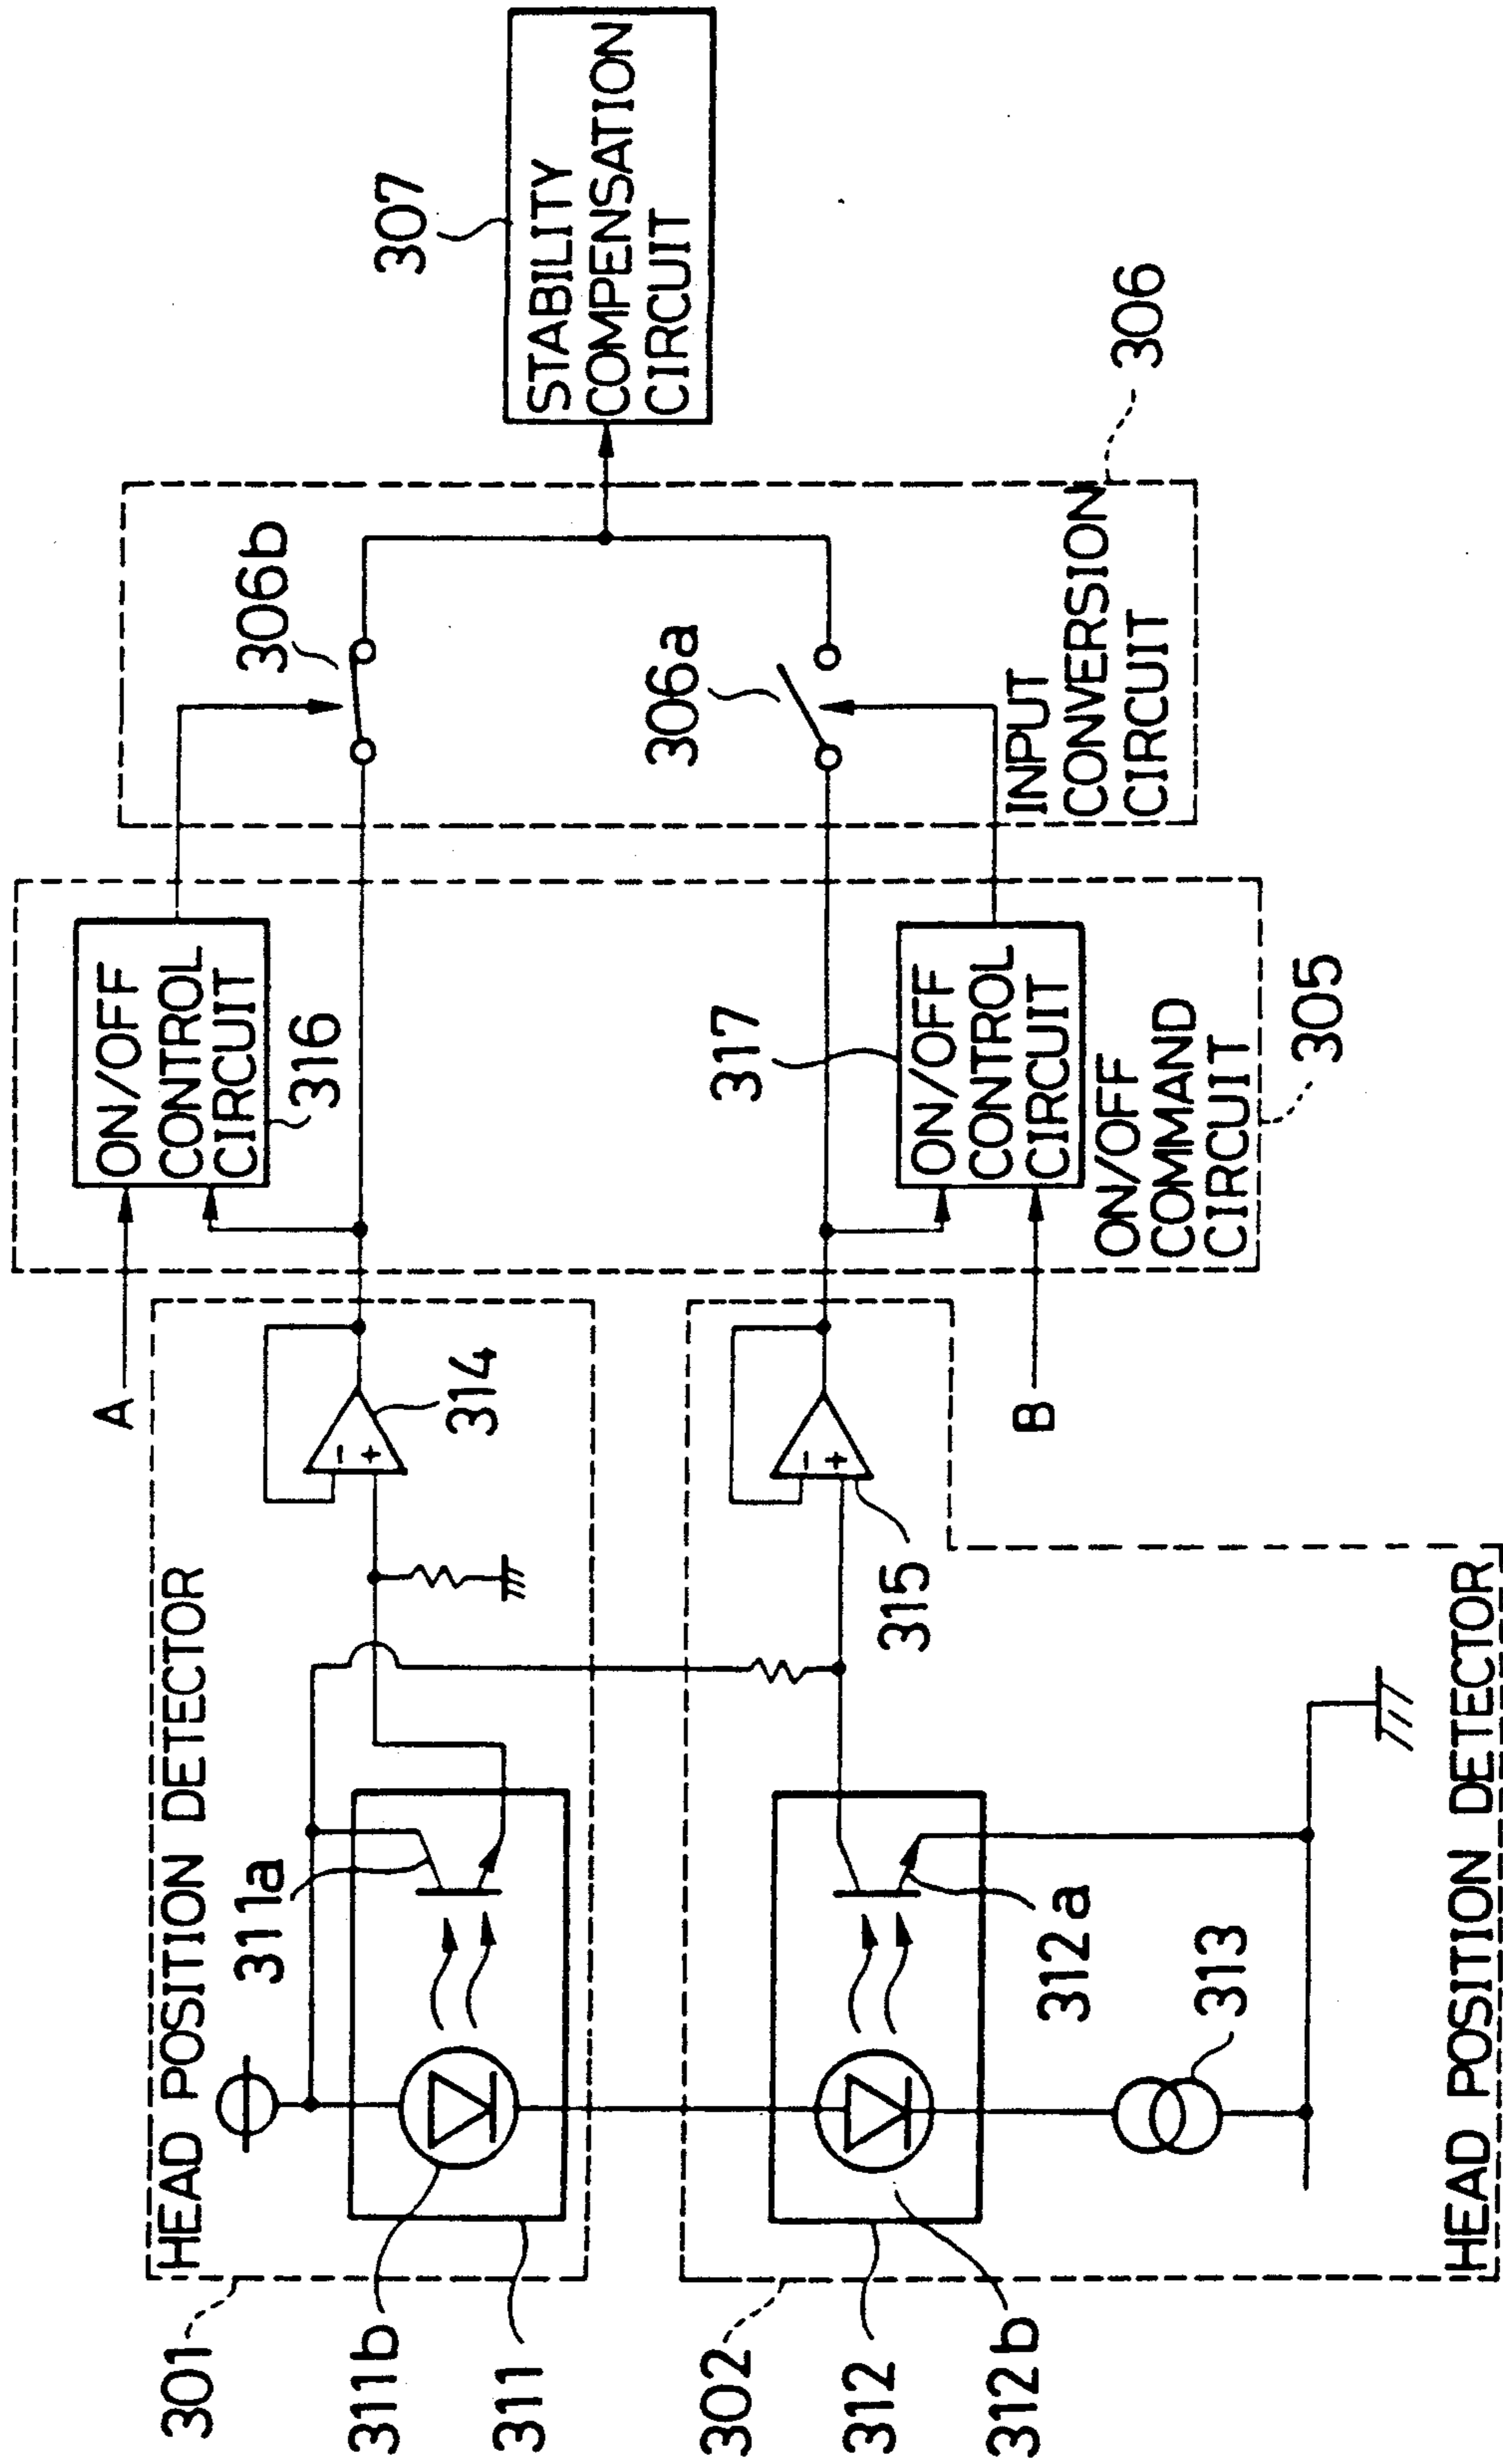 301
HEAD POSITION DETECTOR
311b
311
311a
314
- 
+
A
ON/OFF
CONTROL
CIRCUIT
316
306b
307
STABILITY
COMPENSATION
CIRCUIT
302
312
312b
312a
313
315
-
+
HEAD POSITION DETECTOR
B
317
ON/OFF
CONTROL
CIRCUIT
ON/OFF
COMMAND
CIRCUIT
305
306a
INPUT
CONVERSION
CIRCUIT
306